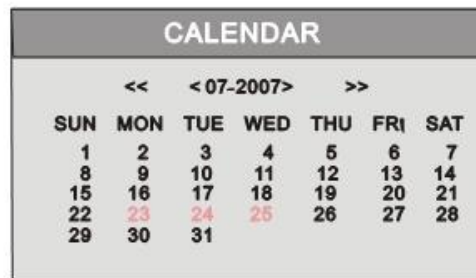 CALENDAR
<< < 07-2007> >>
SUN MON TUE WED THU FRI SAT
1 2 3 4 5 6 7
8 9 10 11 12 13 14
15 16 17 18 19 20 21
22 23 24 25 26 27 28
29 30 31